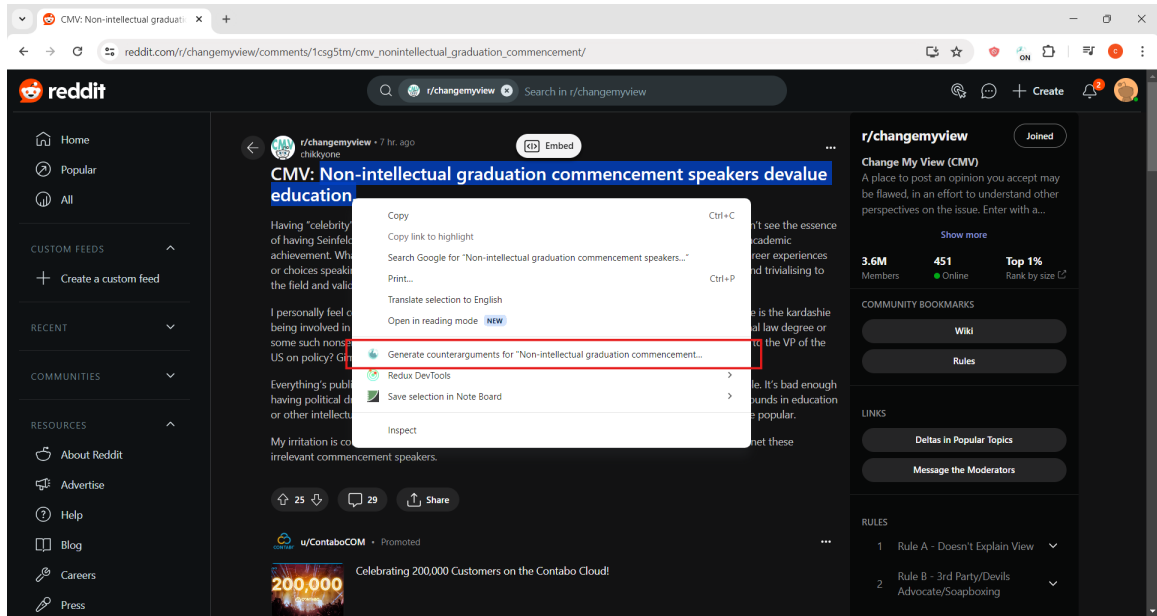 CMV: Non-intellectual graduati
reddit.com/r/changemyview/comments/1csg5tm/cmv_nonintellectual_graduation_commencement/
ON
C
reddit
r/changemyview
Search in r/changemyview
Create
2
Home
Popular
All
CUSTOM FEEDS
Create a custom feed
RECENT
COMMUNITIES
RESOURCES
About Reddit
Advertise
Help
Blog
Careers
Press
r/changemyview • 7 hr. ago
chikkyone
Embed
CMV: Non-intellectual graduation commencement speakers devalue
education
Having "celebrity"
n't see the essence
of having Seinfeld
academic
achievement. Wha
reer experiences
or choices speakin
nd trivialising to
the field and valid
I personally feel c
e is the kardashie
being involved in
al law degree or
some such nonse
to the VP of the
US on policy? Gim
Everything's publi
le. It's bad enough
having political d
ounds in education
or other intellectu
e popular.
My irritation is co
net these
irrelevant commencement speakers.
Copy
Ctrl+C
Copy link to highlight
Search Google for "Non-intellectual graduation commencement speakers..."
Print...
Ctrl+P
Translate selection to English
Open in reading mode
NEW
Generate counterarguments for "Non-intellectual graduation commencement...
Redux DevTools
Save selection in Note Board
Inspect
25
29
Share
CONTABO
u/ContaboCOM • Promoted
200,000
Celebrating 200,000 Customers on the Contabo Cloud!
r/changemyview
Joined
Change My View (CMV)
A place to post an opinion you accept may
be flawed, in an effort to understand other
perspectives on the issue. Enter with a...
Show more
3.6M
451
Top 1%
Members
Online
Rank by size
COMMUNITY BOOKMARKS
Wiki
Rules
LINKS
Deltas in Popular Topics
Message the Moderators
RULES
1 Rule A - Doesn't Explain View
2 Rule B - 3rd Party/Devils
Advocate/Soapboxing